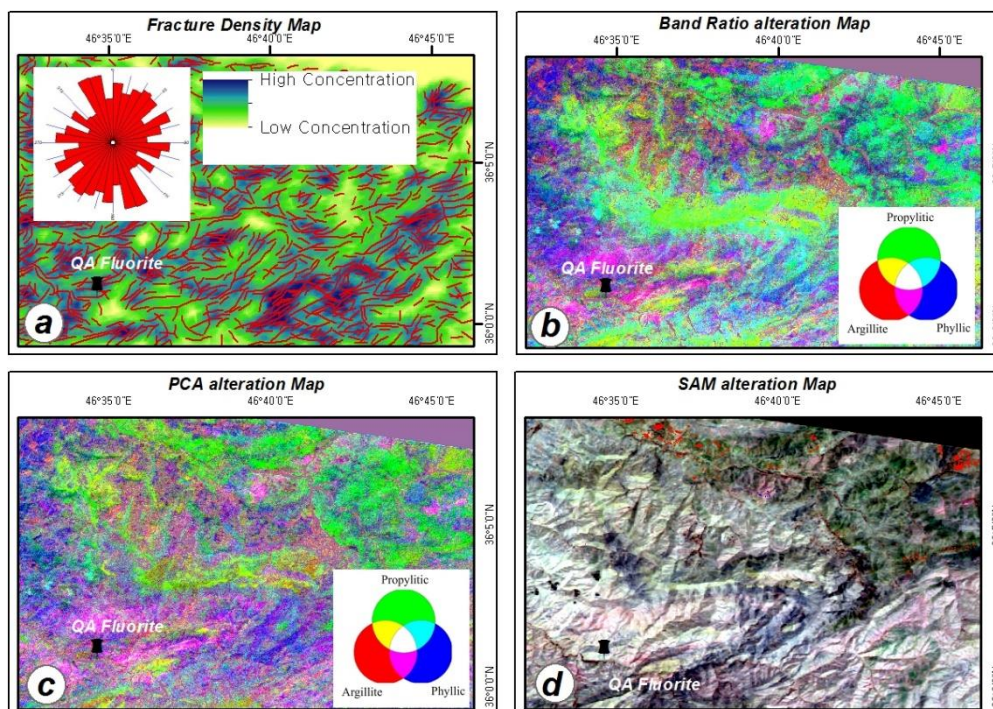 Fracture Density Map
46°35'0"E 46°40'0"E 46°45'0"E
High Concentration
Low Concentration
36°5'0"N
QA Fluorite
36°0'0"N
a
Band Ratio alteration Map
46°35'0"E 46°40'0"E 46°45'0"E
Propylitic
QA Fluorite
Argillite Phyllic
b
PCA alteration Map
46°35'0"E 46°40'0"E 46°45'0"E
36°5'0"N
Propylitic
QA Fluorite
Argillite Phyllic
36°0'0"N
c
SAM alteration Map
46°35'0"E 46°40'0"E 46°45'0"E
QA Fluorite
d